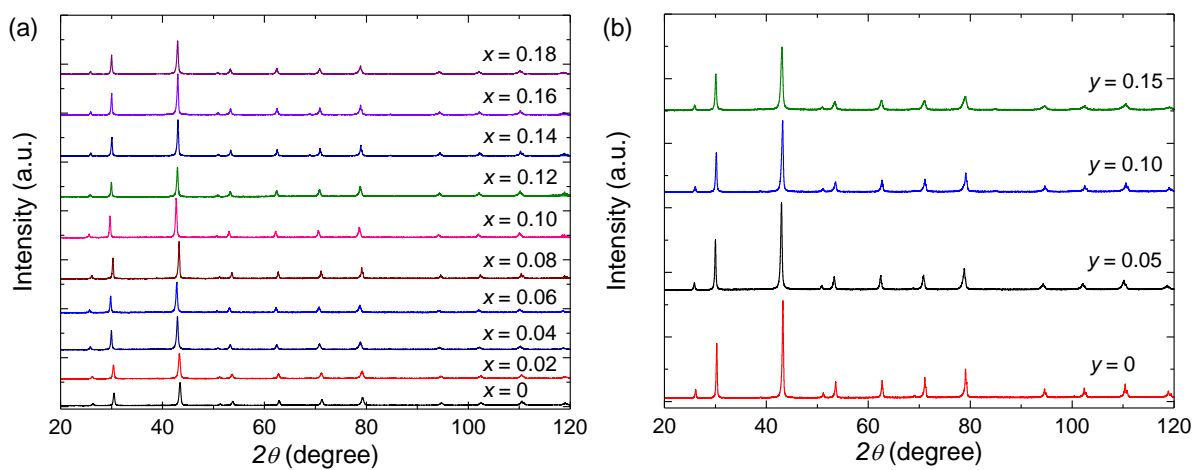 (a)
Intensity (a.u.)
x = 0.18
x = 0.16
x = 0.14
x = 0.12
x = 0.10
x = 0.08
x = 0.06
x = 0.04
x = 0.02
x = 0
20 40 60 80 100 120
2θ (degree)
(b)
Intensity (a.u.)
y = 0.15
y = 0.10
y = 0.05
y = 0
20 40 60 80 100 120
2θ (degree)